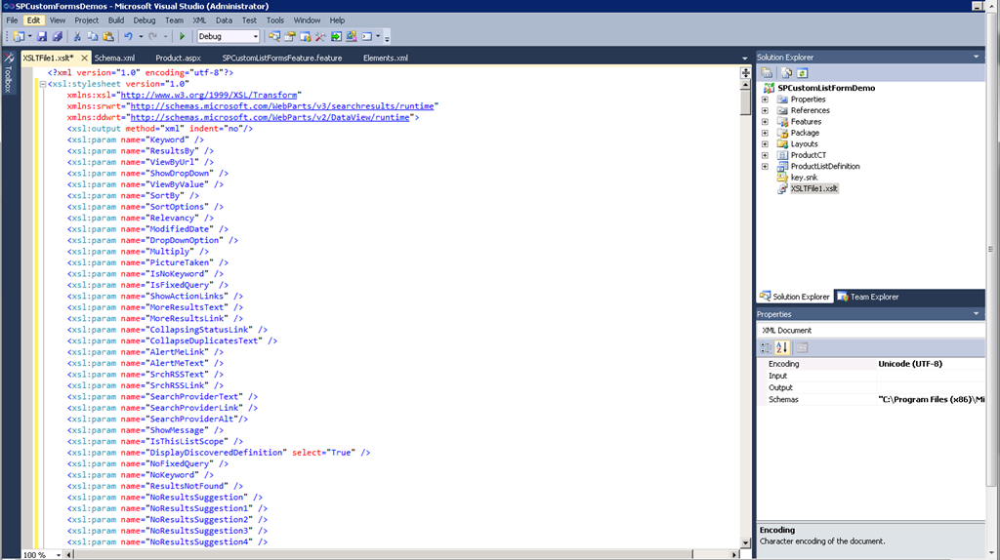 SPCustomFormsDemos - Microsoft Visual Studio (Administrator)
File Edit View Project Build Debug Team XML Data Test Tools Window Help
Debug
Toolbox
XSLTFile1.xslt* Schema.xml Product.aspx SPCustomListFormsFeature.feature Elements.xml
<?xml version="1.0" encoding="utf-8"?>
<xsl:stylesheet version="1.0"
xmlns:xsl="http://www.w3.org/1999/XSL/Transform"
xmlns:srwrt="http://schemas.microsoft.com/WebParts/v3/searchresults/runtime"
xmlns:ddwrt="http://schemas.microsoft.com/WebParts/v2/DataView/runtime">
<xsl:output method="xml" indent="no"/>
<xsl:param name="Keyword" />
<xsl:param name="ResultsBy" />
<xsl:param name="ViewByUrl" />
<xsl:param name="ShowDropDown" />
<xsl:param name="ViewByValue" />
<xsl:param name="SortBy" />
<xsl:param name="SortOptions" />
<xsl:param name="Relevancy" />
<xsl:param name="ModifiedDate" />
<xsl:param name="DropDownOption" />
<xsl:param name="Multiply" />
<xsl:param name="PictureTaken" />
<xsl:param name="IsNoKeyword" />
<xsl:param name="IsFixedQuery" />
<xsl:param name="ShowActionLinks" />
<xsl:param name="MoreResultsText" />
<xsl:param name="MoreResultsLink" />
<xsl:param name="CollapsingStatusLink" />
<xsl:param name="CollapseDuplicatesText" />
<xsl:param name="AlertMeLink" />
<xsl:param name="AlertMeText" />
<xsl:param name="SrchRSSText" />
<xsl:param name="SrchRSSLink" />
<xsl:param name="SearchProviderText" />
<xsl:param name="SearchProviderLink" />
<xsl:param name="SearchProviderAlt"/>
<xsl:param name="ShowMessage" />
<xsl:param name="IsThisListScope" />
<xsl:param name="DisplayDiscoveredDefinition" select="True" />
<xsl:param name="NoFixedQuery" />
<xsl:param name="NoKeyword" />
<xsl:param name="ResultsNotFound" />
<xsl:param name="NoResultsSuggestion" />
<xsl:param name="NoResultsSuggestion1" />
<xsl:param name="NoResultsSuggestion2" />
<xsl:param name="NoResultsSuggestion3" />
<xsl:param name="NoResultsSuggestion4" />
100 %
Solution Explorer
SPCustomListFormDemo
Properties
References
Features
Package
Layouts
ProductCT
ProductListDefinition
key.snk
XSLTFile1.xslt
Solution Explorer Team Explorer
Properties
XML Document
Encoding Unicode (UTF-8)
Input
Output
Schemas "C:\Program Files (x86)\Mi
Encoding
Character encoding of the document.